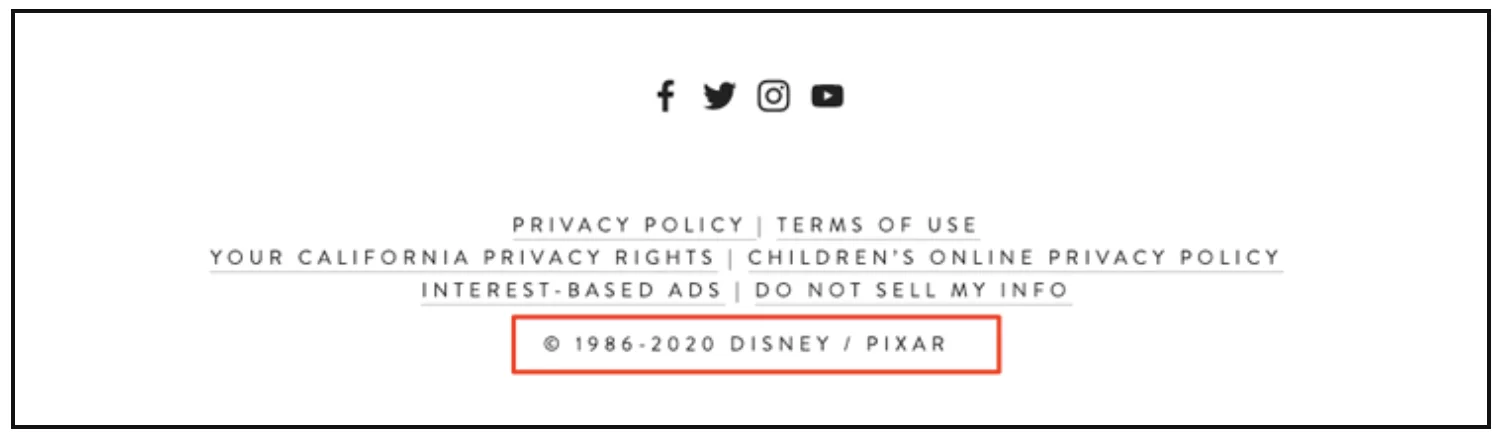 PRIVACY POLICY | TERMS OF USE
YOUR CALIFORNIA PRIVACY RIGHTS | CHILDREN'S ONLINE PRIVACY POLICY
INTEREST-BASED ADS | DO NOT SELL MY INFO
© 1986-2020 DISNEY / PIXAR